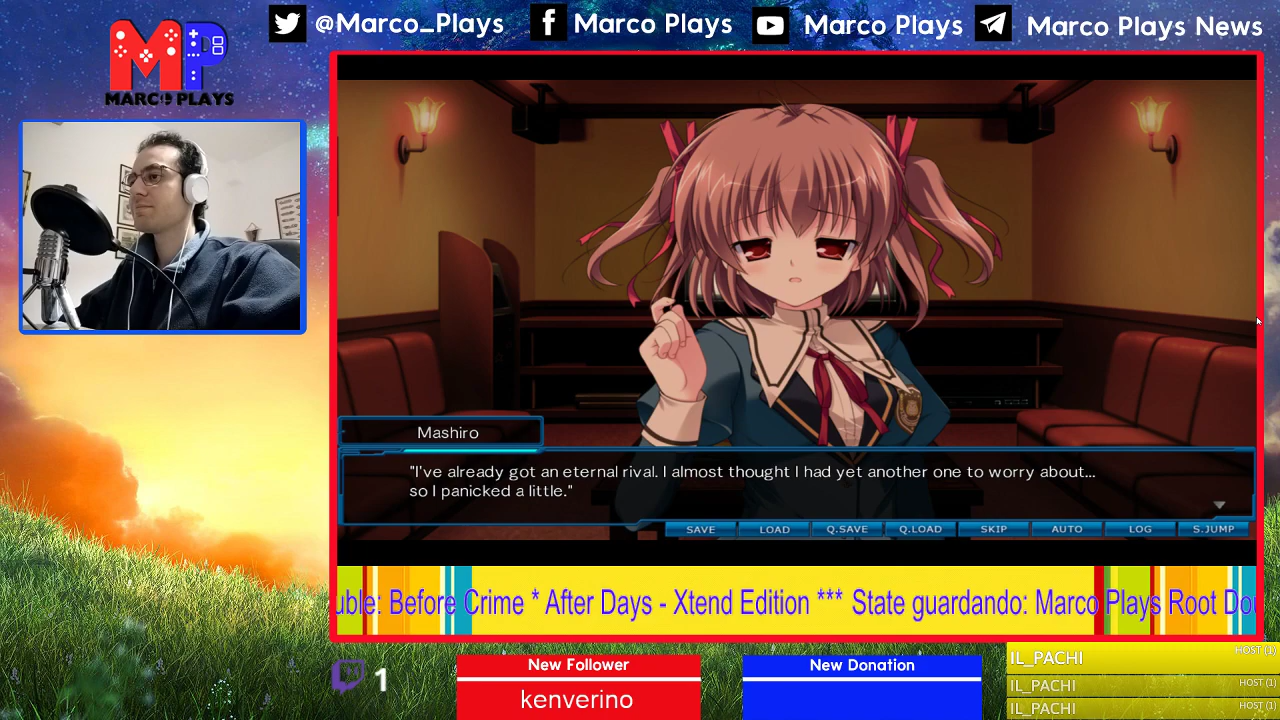 @Marco_Plays
Marco Plays
Marco Plays
Marco Plays News
MP
MARCO PLAYS
Mashiro
"I've already got an eternal rival. I almost thought I had yet another one to worry about...
so I panicked a little."
SAVE
LOAD
Q.SAVE
Q.LOAD
SKIP
AUTO
LOG
S.JUMP
uble: Before Crime * After Days - Xtend Edition *** State guardando: Marco Plays Root Dou
1
New Follower
kenverino
New Donation
IL_PACHI
HOST (1)
IL_PACHI
HOST (1)
IL_PACHI
HOST (1)